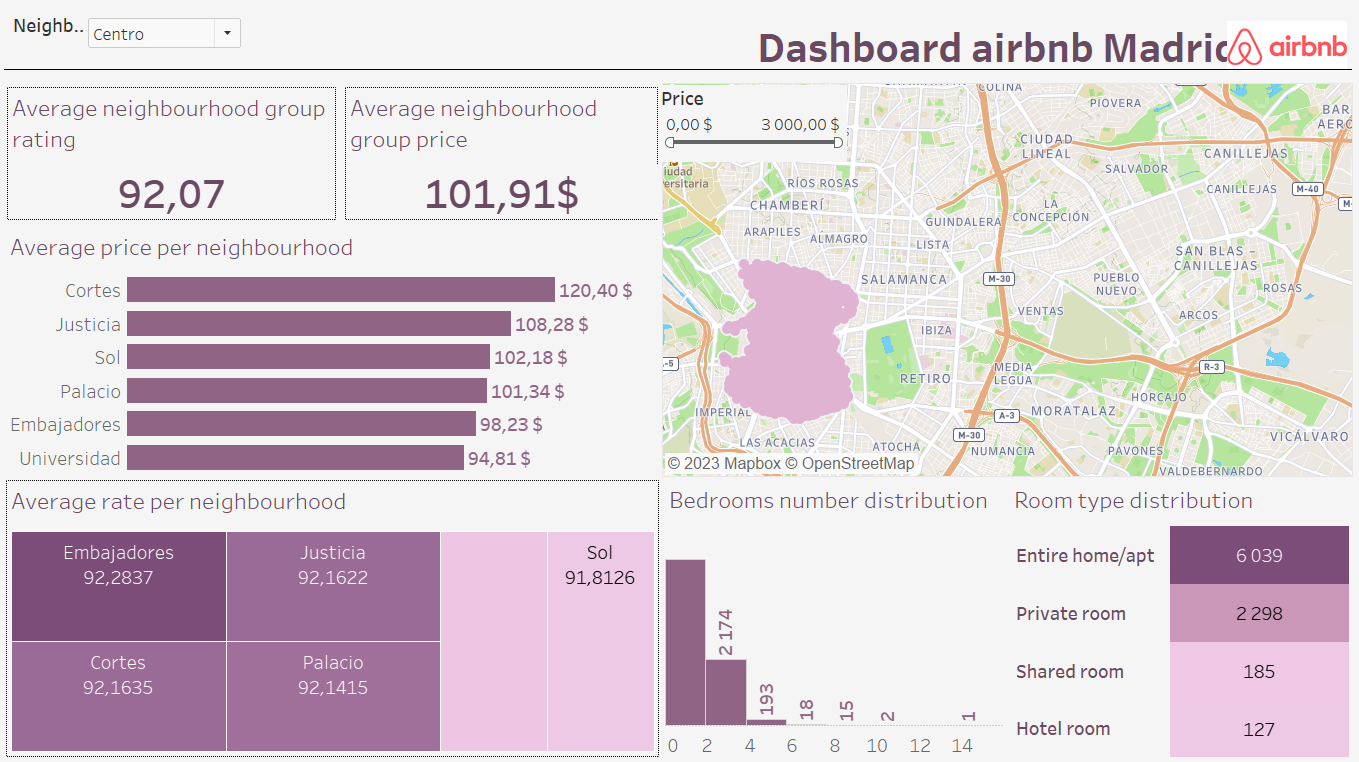 Neighb..
Centro
Dashboard airbnb Madrid
airbnb
Average neighbourhood group
rating
92,07
Average neighbourhood
group price
101,91$
Average price per neighbourhood
Cortes 120,40 $
Justicia 108,28 $
Sol 102,18 $
Palacio 101,34 $
Embajadores 98,23 $
Universidad 94,81 $
Price
0,00 $ 3 000,00 $
COLINA
PIOVERA
BAR
AERO
CIUDAD
LINEAL
CANILLEJAS
SALVADOR
CANILLEJAS
M-40
ersitaria
RÍOS ROSAS
CHAMBERÍ
LA
CONCEPCIÓN
GUINDALERA
ARAPILES
ALMAGRO
LISTA
SAN BLAS -
CANILLEJAS
SALAMANCA
M-30
PUEBLO
NUEVO
ROSAS
VENTAS
ARCOS
IBIZA
-5
RETIRO
MEDIA
LEGUA
R-3
HORCAJO
IMPERIAL
A-3
MORATALAZ
LAS ACACIAS
ATOCHA
M-30
NUMANCIA
PAVONES
VICÁLVARO
© 2023 Mapbox © OpenStreetMap
VALDEBERNARDO
Average rate per neighbourhood
Embajadores
92,2837
Justicia
92,1622
Sol
91,8126
Cortes
92,1635
Palacio
92,1415
Bedrooms number distribution
2 174
193
18
15
2
1
0 2 4 6 8 10 12 14
Room type distribution
Entire home/apt 6 039
Private room 2 298
Shared room 185
Hotel room 127